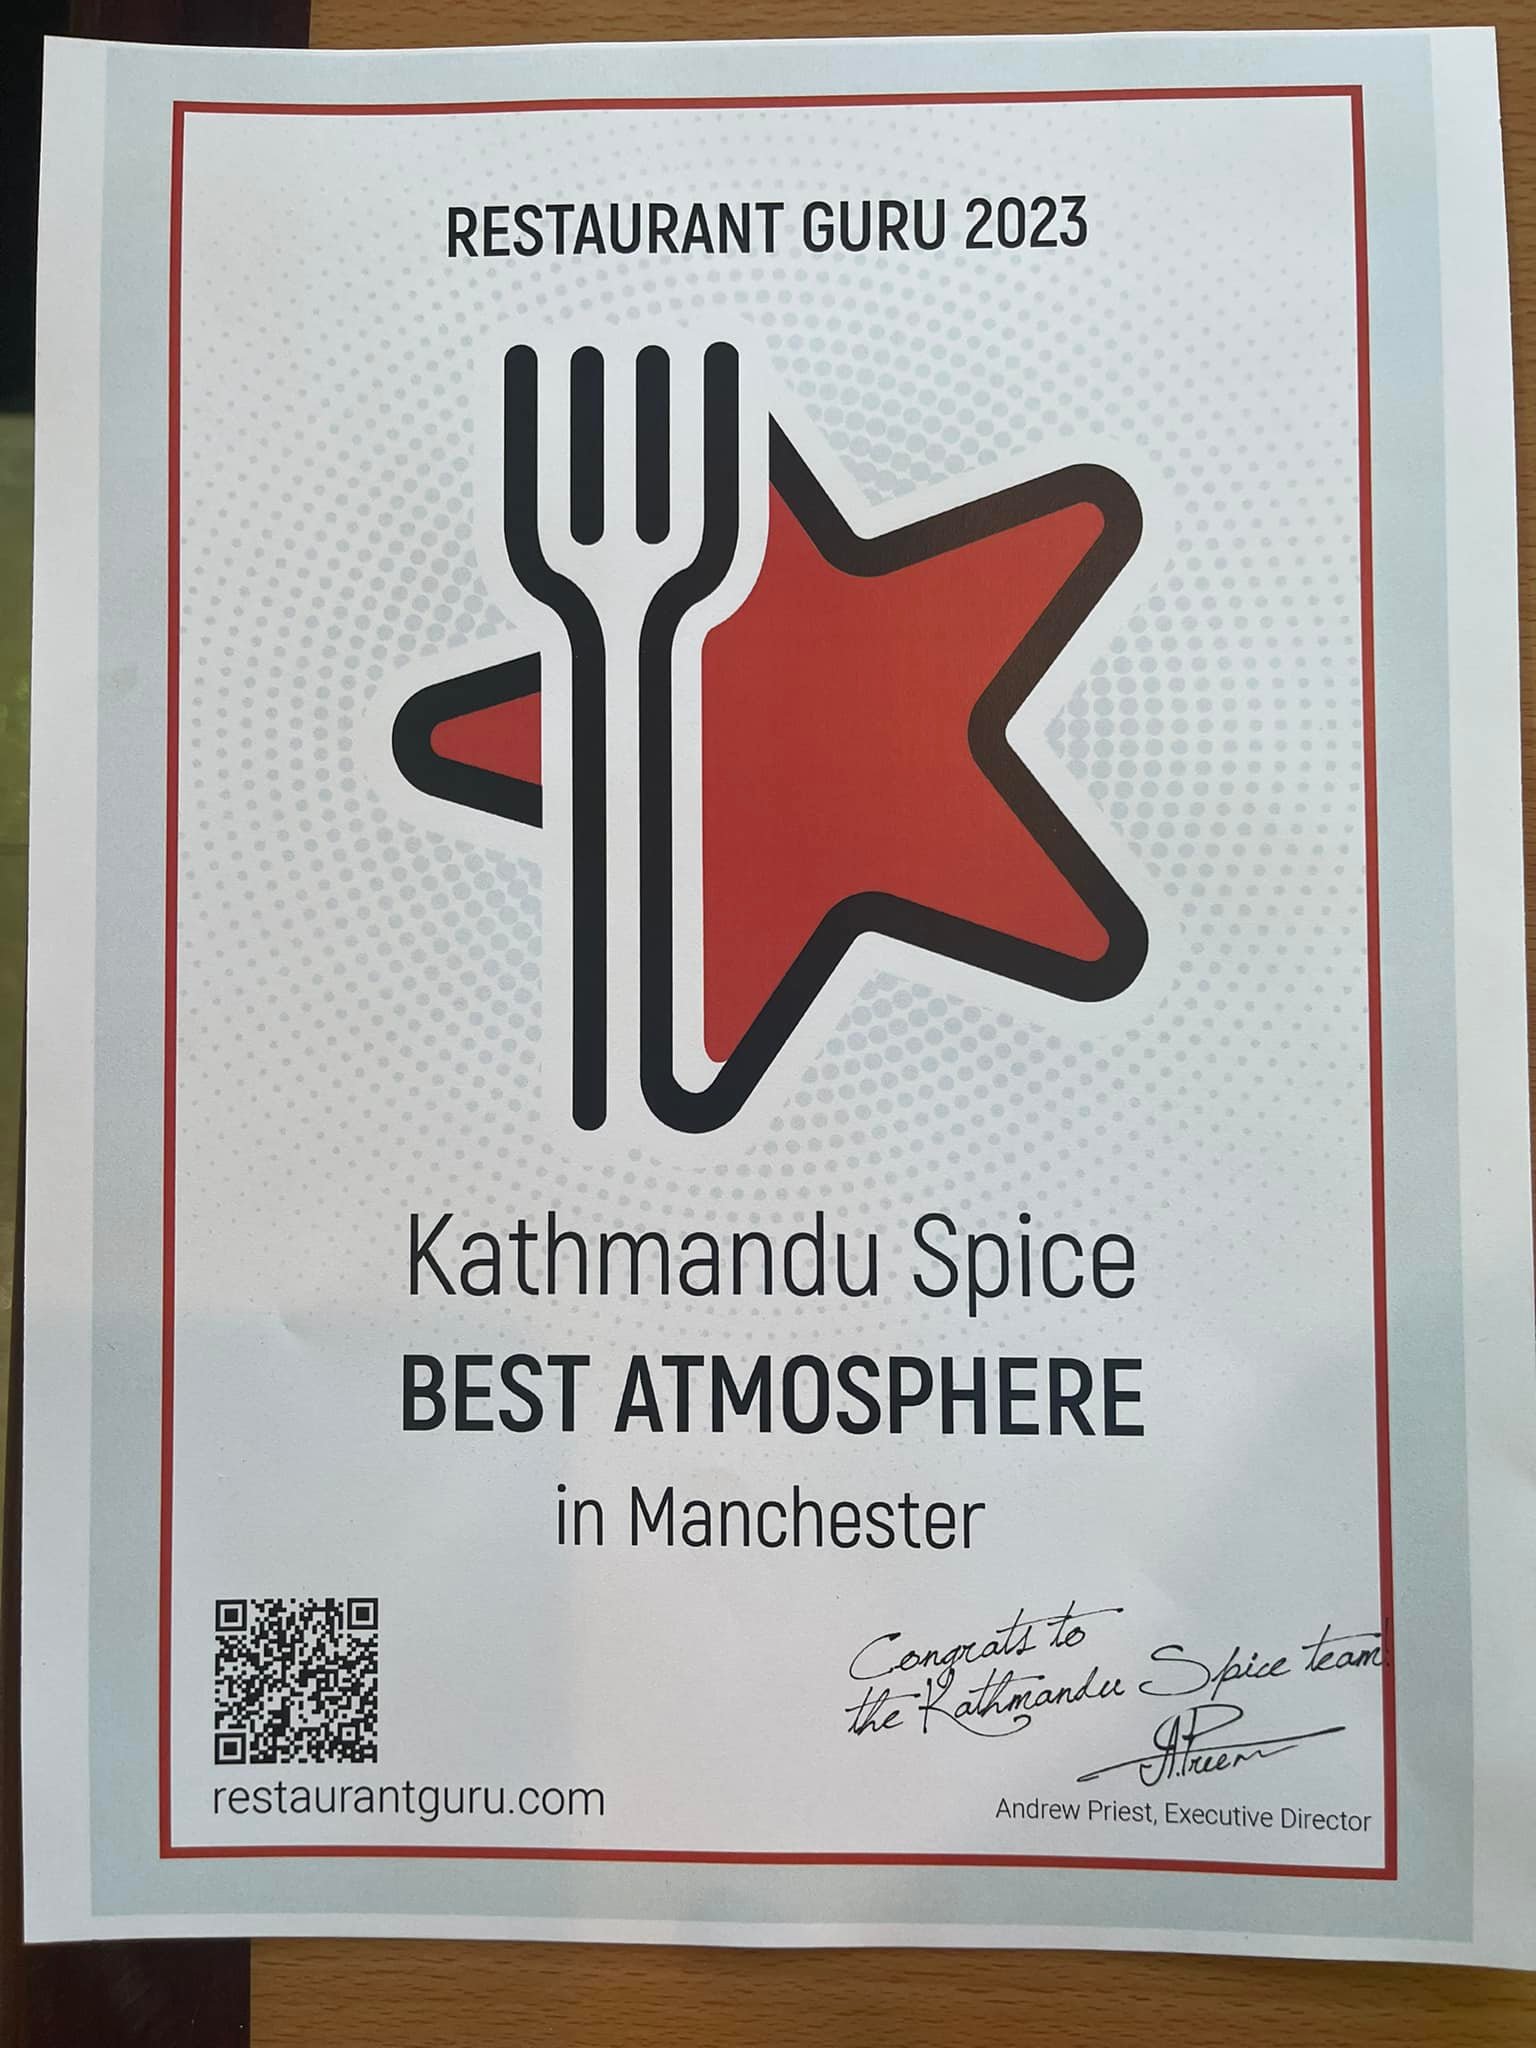 RESTAURANT GURU 2023
Kathmandu Spice
BEST ATMOSPHERE
in Manchester
Congrats to
the Kathmandu Spice team!
restaurantguru.com
Andrew Priest, Executive Director